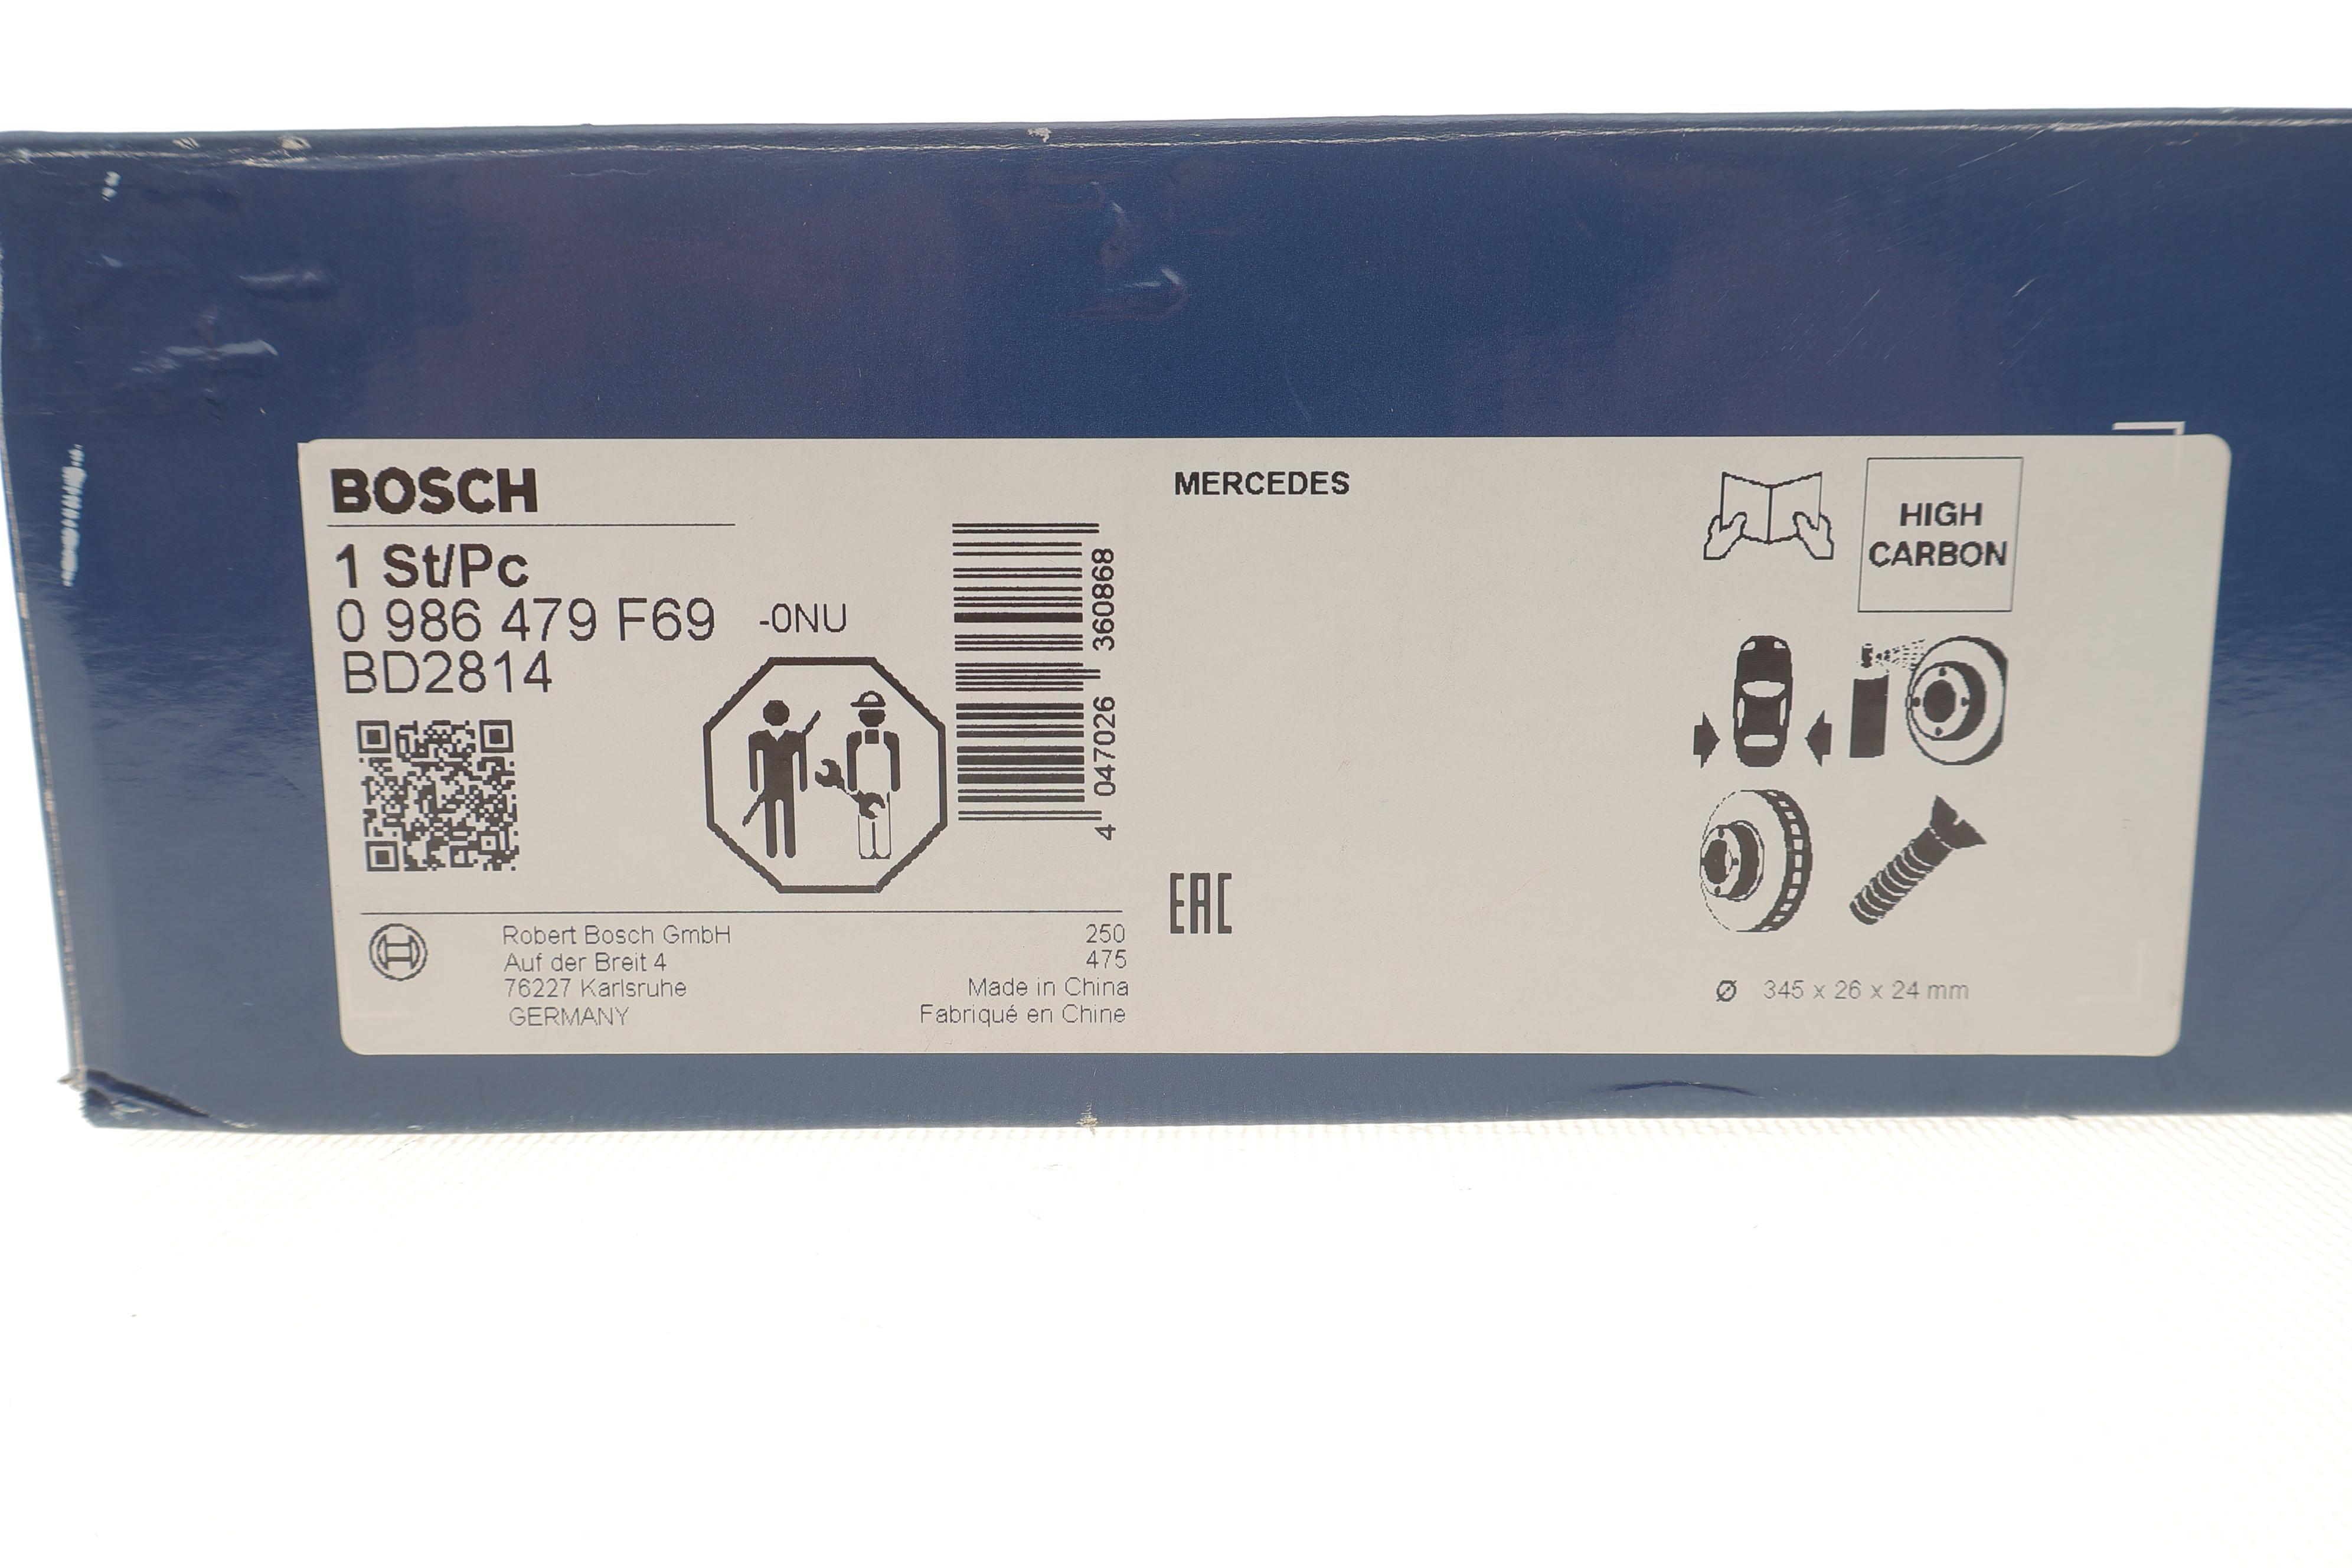 BOSCH
1 St/Pc
0 986 479 F69 -0NU
BD2814
4 047026 360868
Robert Bosch GmbH
Auf der Breit 4
76227 Karlsruhe
GERMANY
250
475
Made in China
Fabriqué en Chine
MERCEDES
EAC
HIGH
CARBON
Ø 345 x 26 x 24 mm